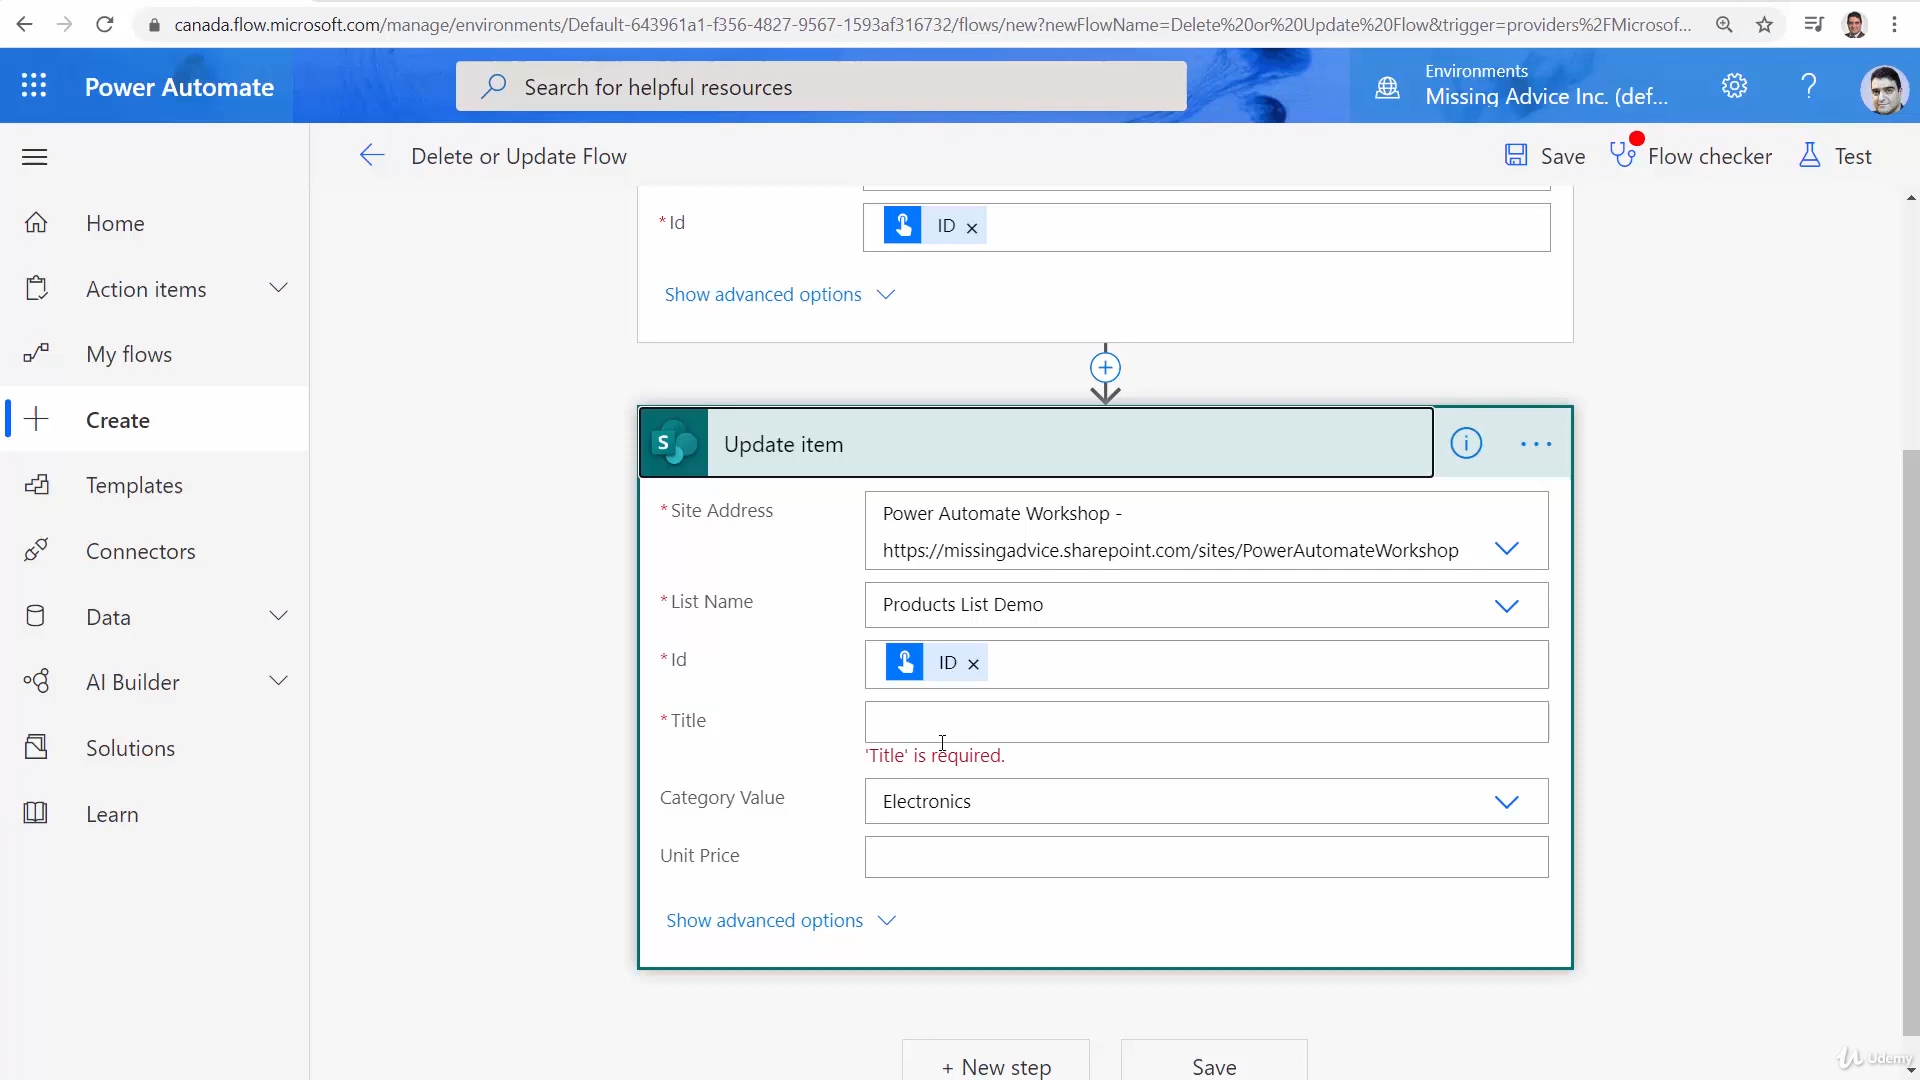 canada.flow.microsoft.com/manage/environments/Default-643961a1-f356-4827-9567-1593af316732/flows/new?newFlowName=Delete%20or%20Update%20Flow&trigger=providers%2FMicrosof...
Power Automate
Search for helpful resources
Environments
Missing Advice Inc. (def...
Delete or Update Flow
Save
Flow checker
Test
Home
Action items
My flows
Create
Templates
Connectors
Data
AI Builder
Solutions
Learn
* Id
ID ×
Show advanced options
S
Update item
* Site Address
Power Automate Workshop -
https://missingadvice.sharepoint.com/sites/PowerAutomateWorkshop
* List Name
Products List Demo
* Id
ID ×
* Title
'Title' is required.
Category Value
Electronics
Unit Price
Show advanced options
+ New step
Save
Udemy